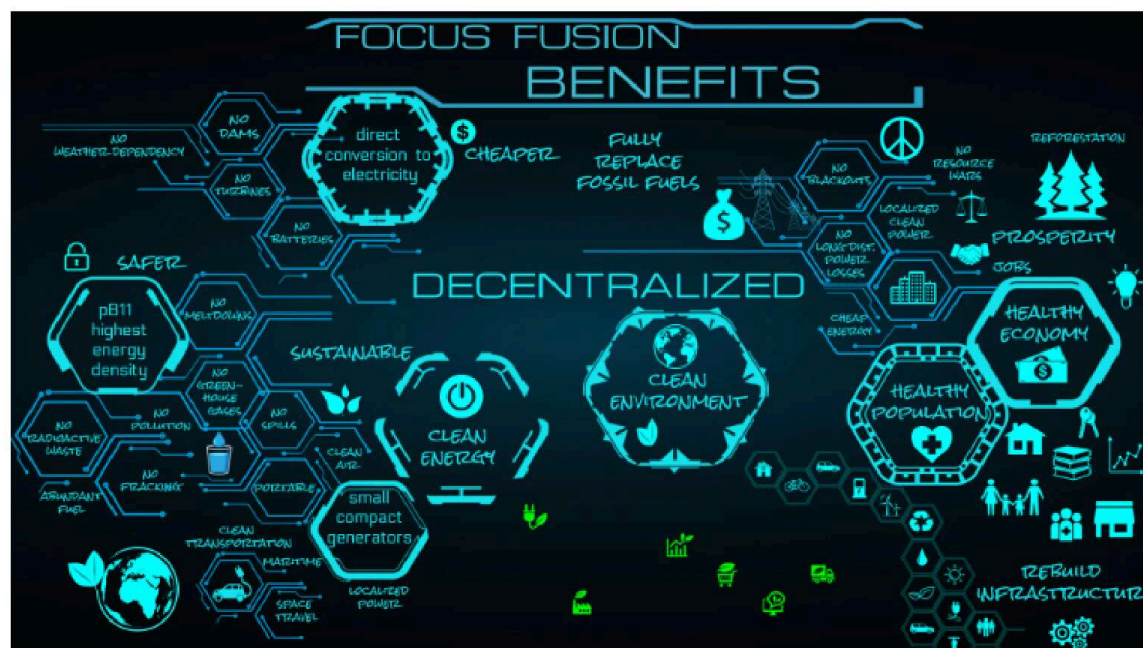 FOCUS FUSION
BENEFITS
NO
DAMS
NO
WEATHER DEPENDENCY
NO
TURBINES
NO
BATTERIES
direct
conversion to
electricity
$
CHEAPER
FULLY
REPLACE
FOSSIL FUELS
$
NO
BLACKOUTS
NO
RESOURCE
WARS
REFORESTATION
LOCALIZED
CLEAN
POWER
NO
LONG DIST.
POWER
LOSSES
PROSPERITY
JOBS
CHEAP
ENERGY
HEALTHY
ECONOMY
$
HEALTHY
POPULATION
SAFER
pB11
highest
energy
density
NO
MELTDOWNS
DECENTRALIZED
SUSTAINABLE
NO
GREEN-
HOUSE
GASES
NO
SPILLS
NO
POLLUTION
NO
RADIOACTIVE
WASTE
NO
FRACKING
ABUNDANT
FUEL
CLEAN
AIR
PORTABLE
CLEAN
ENERGY
CLEAN
ENVIRONMENT
small
compact
generators
LOCALIZED
POWER
CLEAN
TRANSPORTATION
MARITIME
SPACE
TRAVEL
REBUILD
INFRASTRUCTUR